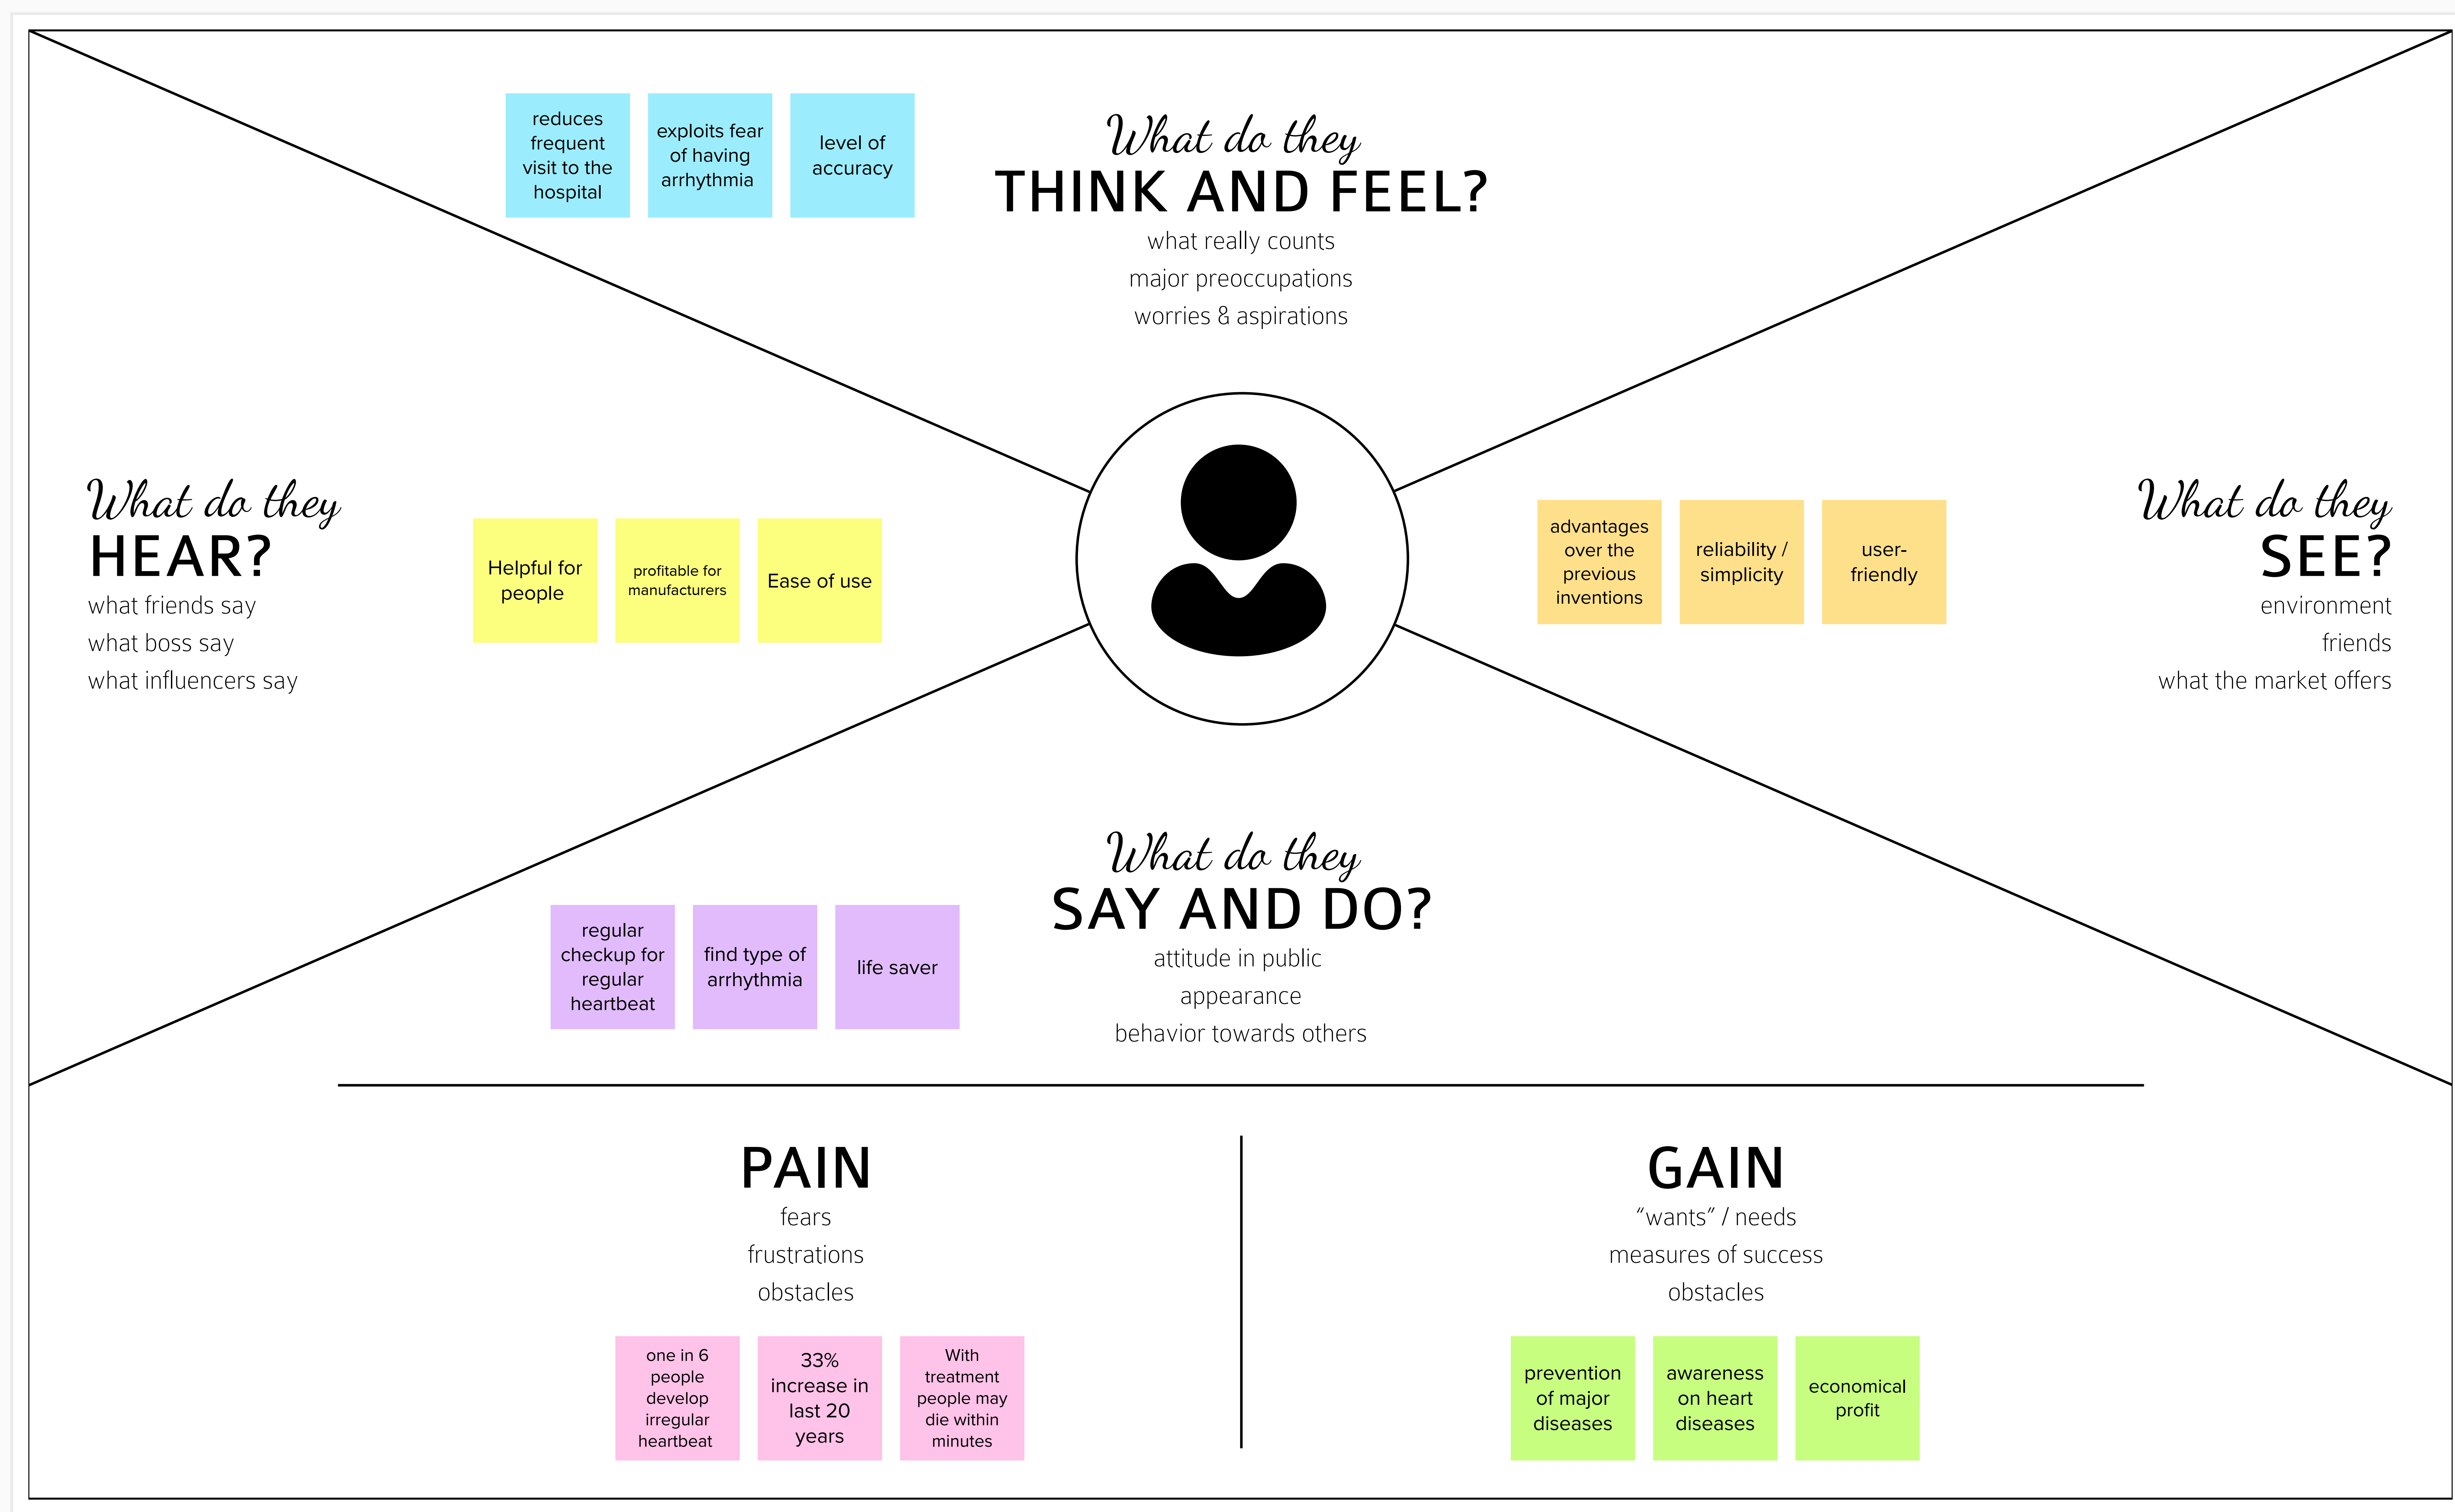 reduces
frequent
visit to the
hospital
exploits fear
of having
arrhythmia
level of
accuracy
What do they
THINK AND FEEL?
what really counts
major preoccupations
worries & aspirations
What do they
HEAR?
what friends say
what boss say
what influencers say
Helpful for
people
profitable for
manufacturers
Ease of use
advantages
over the
previous
inventions
reliability /
simplicity
user-
friendly
What do they
SEE?
environment
friends
what the market offers
What do they
SAY AND DO?
attitude in public
appearance
behavior towards others
regular
checkup for
regular
heartbeat
find type of
arrhythmia
life saver
PAIN
fears
frustrations
obstacles
one in 6
people
develop
irregular
heartbeat
33%
increase in
last 20
years
With
treatment
people may
die within
minutes
GAIN
“wants” / needs
measures of success
obstacles
prevention
of major
diseases
awareness
on heart
diseases
economical
profit